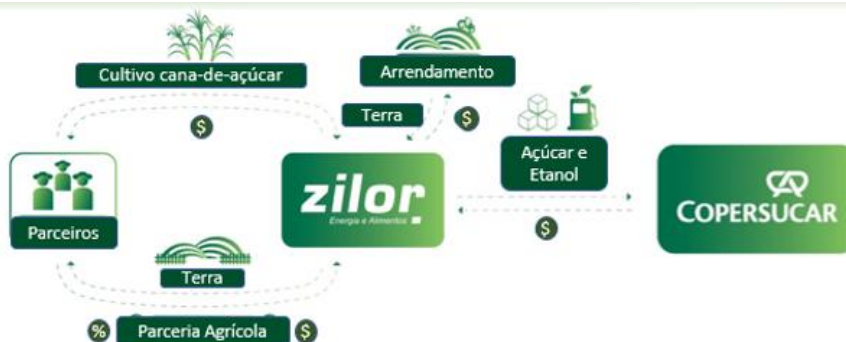 Cultivo cana-de-açúcar
$
Arrendamento
Terra
$
Açúcar e
Etanol
$
Parceiros
zilor
Energia e Alimentos
COPERSUCAR
Terra
%
Parceria Agrícola
$